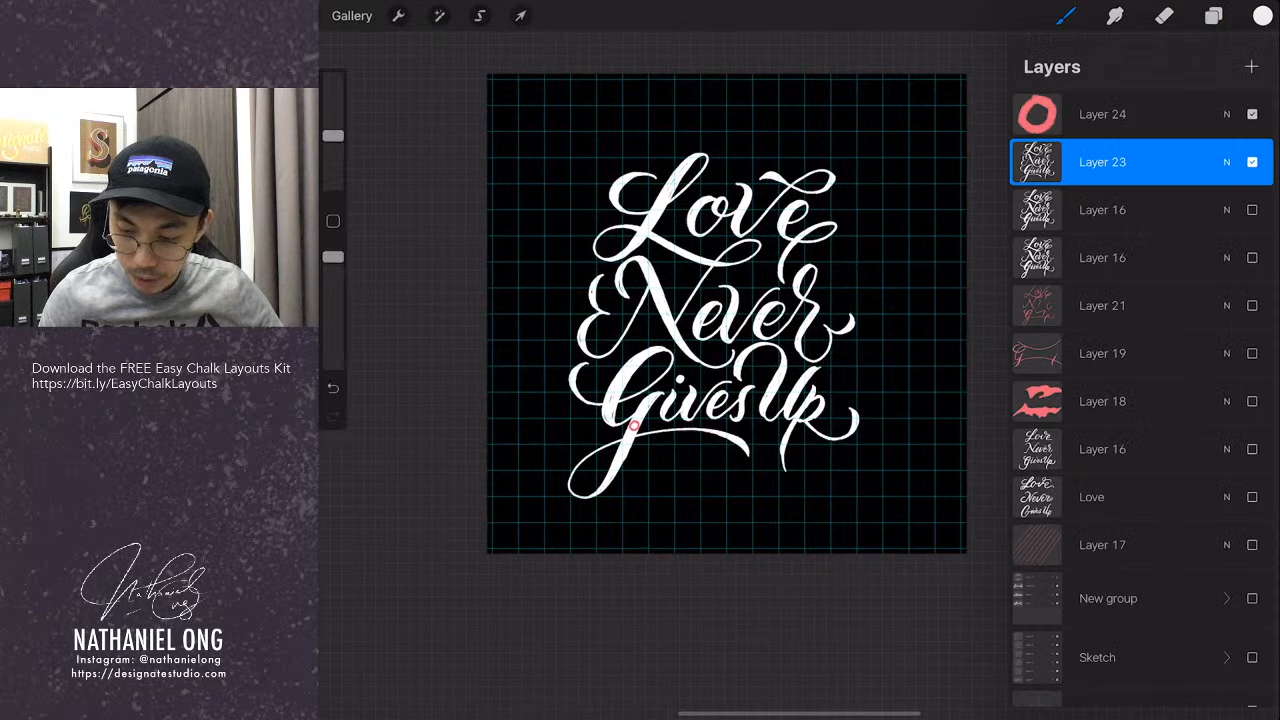 Gallery
Layers
Layer 24
N
Layer 23
N
Layer 16
N
Layer 16
N
Layer 21
N
Layer 19
N
Layer 18
N
Layer 16
N
Love
N
Layer 17
N
New group
Sketch
Love
Never
Gives Up
patagonia
Download the FREE Easy Chalk Layouts Kit
https://bit.ly/EasyChalkLayouts
NATHANIEL ONG
Instagram: @nathanielong
https://designatestudio.com